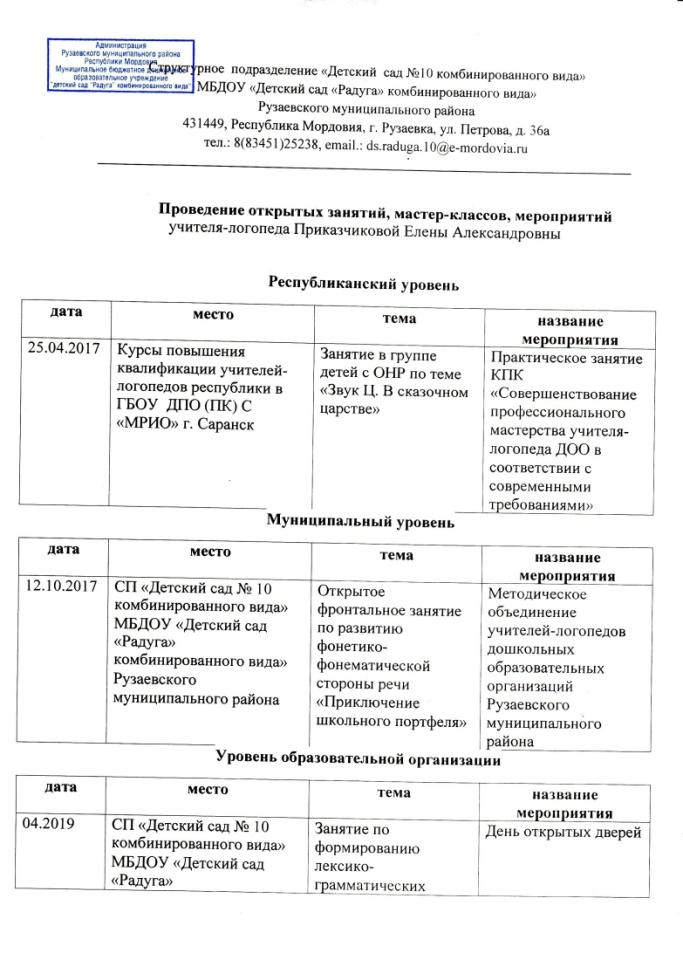 Администрация
Рузаевского муниципального района
Республики Мордовия
Муниципальное бюджетное дошкольное
образовательное учреждение
"детский сад "Радуга" комбинированного вида"
Структурное подразделение «Детский сад №10 комбинированного вида»
МБДОУ «Детский сад «Радуга» комбинированного вида»
Рузаевского муниципального района
431449, Республика Мордовия, г. Рузаевка, ул. Петрова, д. 36а
тел.: 8(83451)25238, email.: ds.raduga.10@e-mordovia.ru
Проведение открытых занятий, мастер-классов, мероприятий
учителя-логопеда Приказчиковой Елены Александровны
Республиканский уровень
дата
место
тема
название
мероприятия
25.04.2017
Курсы повышения
квалификации учителей-
логопедов республики в
ГБОУ ДПО (ПК) С
«МРИО» г. Саранск
Занятие в группе
детей с ОНР по теме
«Звук Ц. В сказочном
царстве»
Практическое занятие
КПК
«Совершенствование
профессионального
мастерства учителя-
логопеда ДОО в
соответствии с
современными
требованиями»
Муниципальный уровень
дата
место
тема
название
мероприятия
12.10.2017
СП «Детский сад № 10
комбинированного вида»
МБДОУ «Детский сад
«Радуга»
комбинированного вида»
Рузаевского
муниципального района
Открытое
фронтальное занятие
по развитию
фонетико-
фонематической
стороны речи
«Приключение
школьного портфеля»
Методическое
объединение
учителей-логопедов
дошкольных
образовательных
организаций
Рузаевского
муниципального
района
Уровень образовательной организации
дата
место
тема
название
мероприятия
04.2019
СП «Детский сад № 10
комбинированного вида»
МБДОУ «Детский сад
«Радуга»
Занятие по
формированию
лексико-
грамматических
День открытых дверей